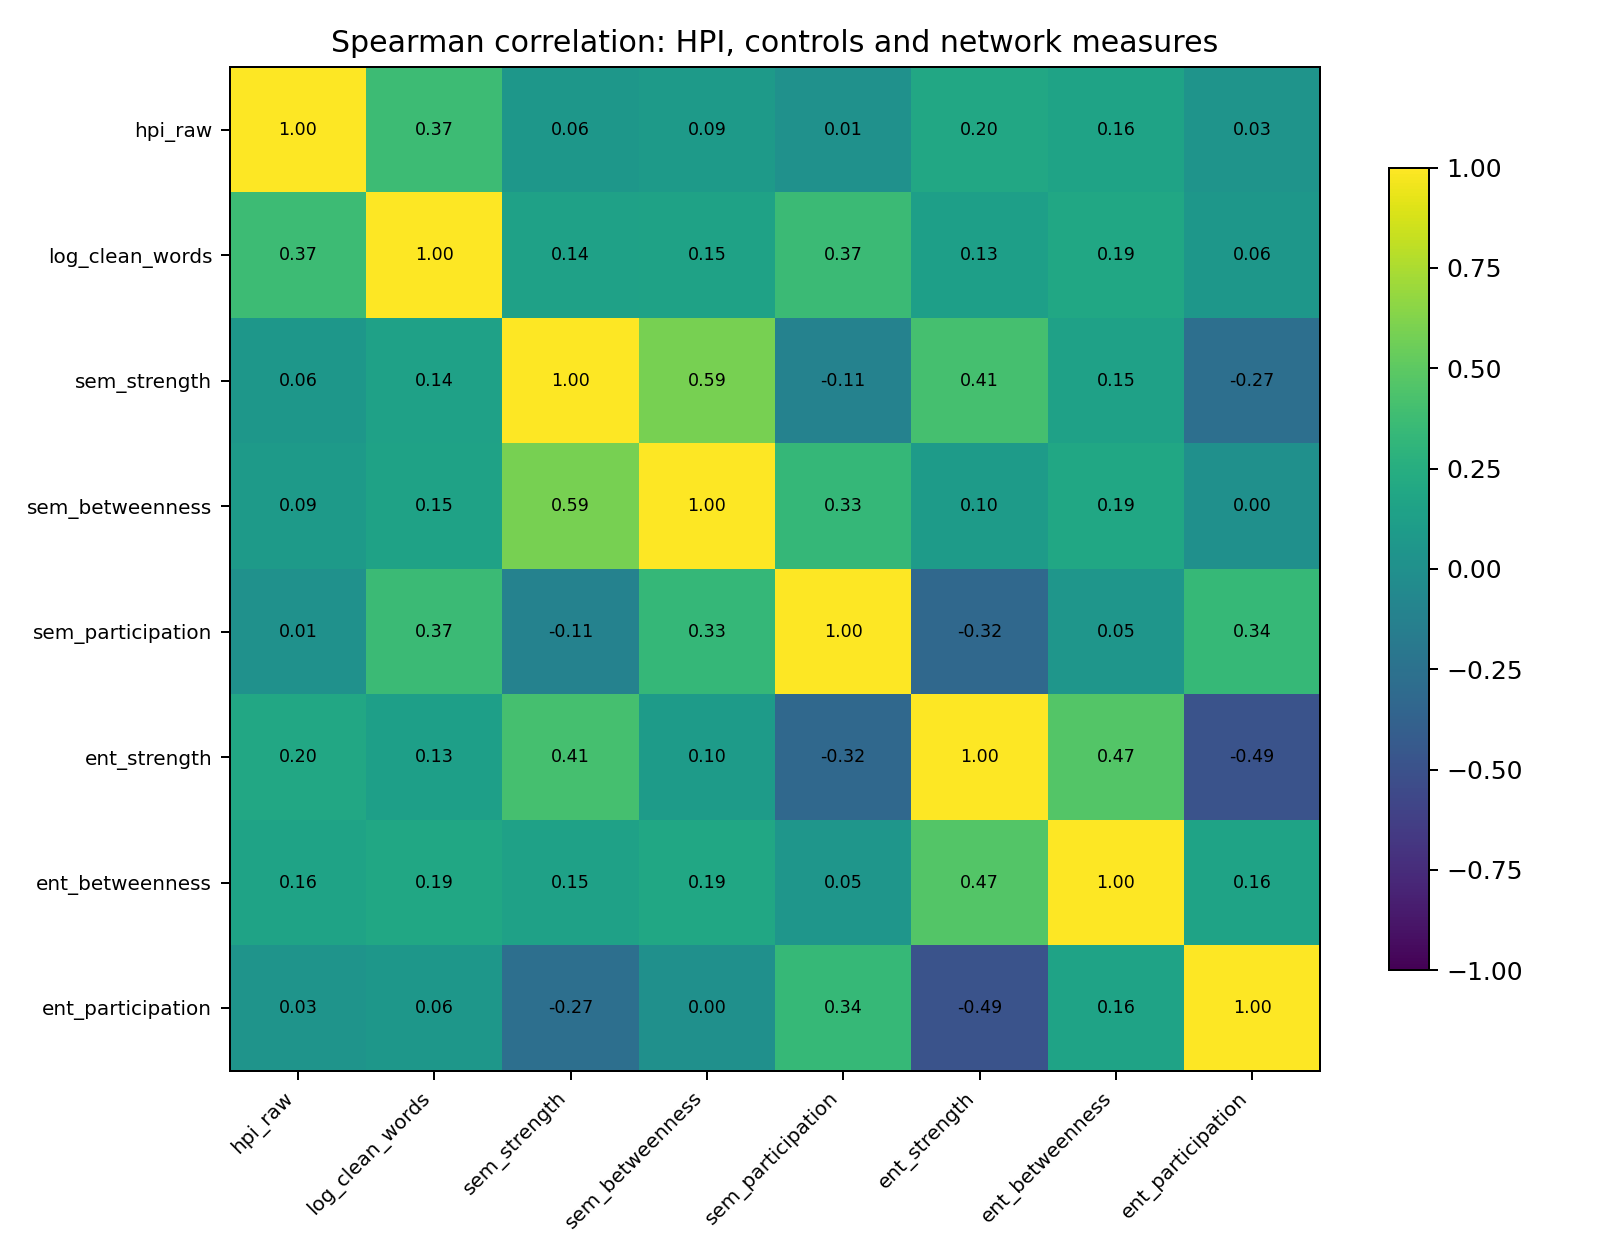 Spearman correlation: HPI, controls and network measures
hpi_raw 1.00 0.37 0.06 0.09 0.01 0.20 0.16 0.03
log_clean_words 0.37 1.00 0.14 0.15 0.37 0.13 0.19 0.06
sem_strength 0.06 0.14 1.00 0.59 -0.11 0.41 0.15 -0.27
sem_betweenness 0.09 0.15 0.59 1.00 0.33 0.10 0.19 0.00
sem_participation 0.01 0.37 -0.11 0.33 1.00 -0.32 0.05 0.34
ent_strength 0.20 0.13 0.41 0.10 -0.32 1.00 0.47 -0.49
ent_betweenness 0.16 0.19 0.15 0.19 0.05 0.47 1.00 0.16
ent_participation 0.03 0.06 -0.27 0.00 0.34 -0.49 0.16 1.00
hpi_raw
log_clean_words
sem_strength
sem_betweenness
sem_participation
ent_strength
ent_betweenness
ent_participation
1.00
0.75
0.50
0.25
0.00
−0.25
−0.50
−0.75
−1.00